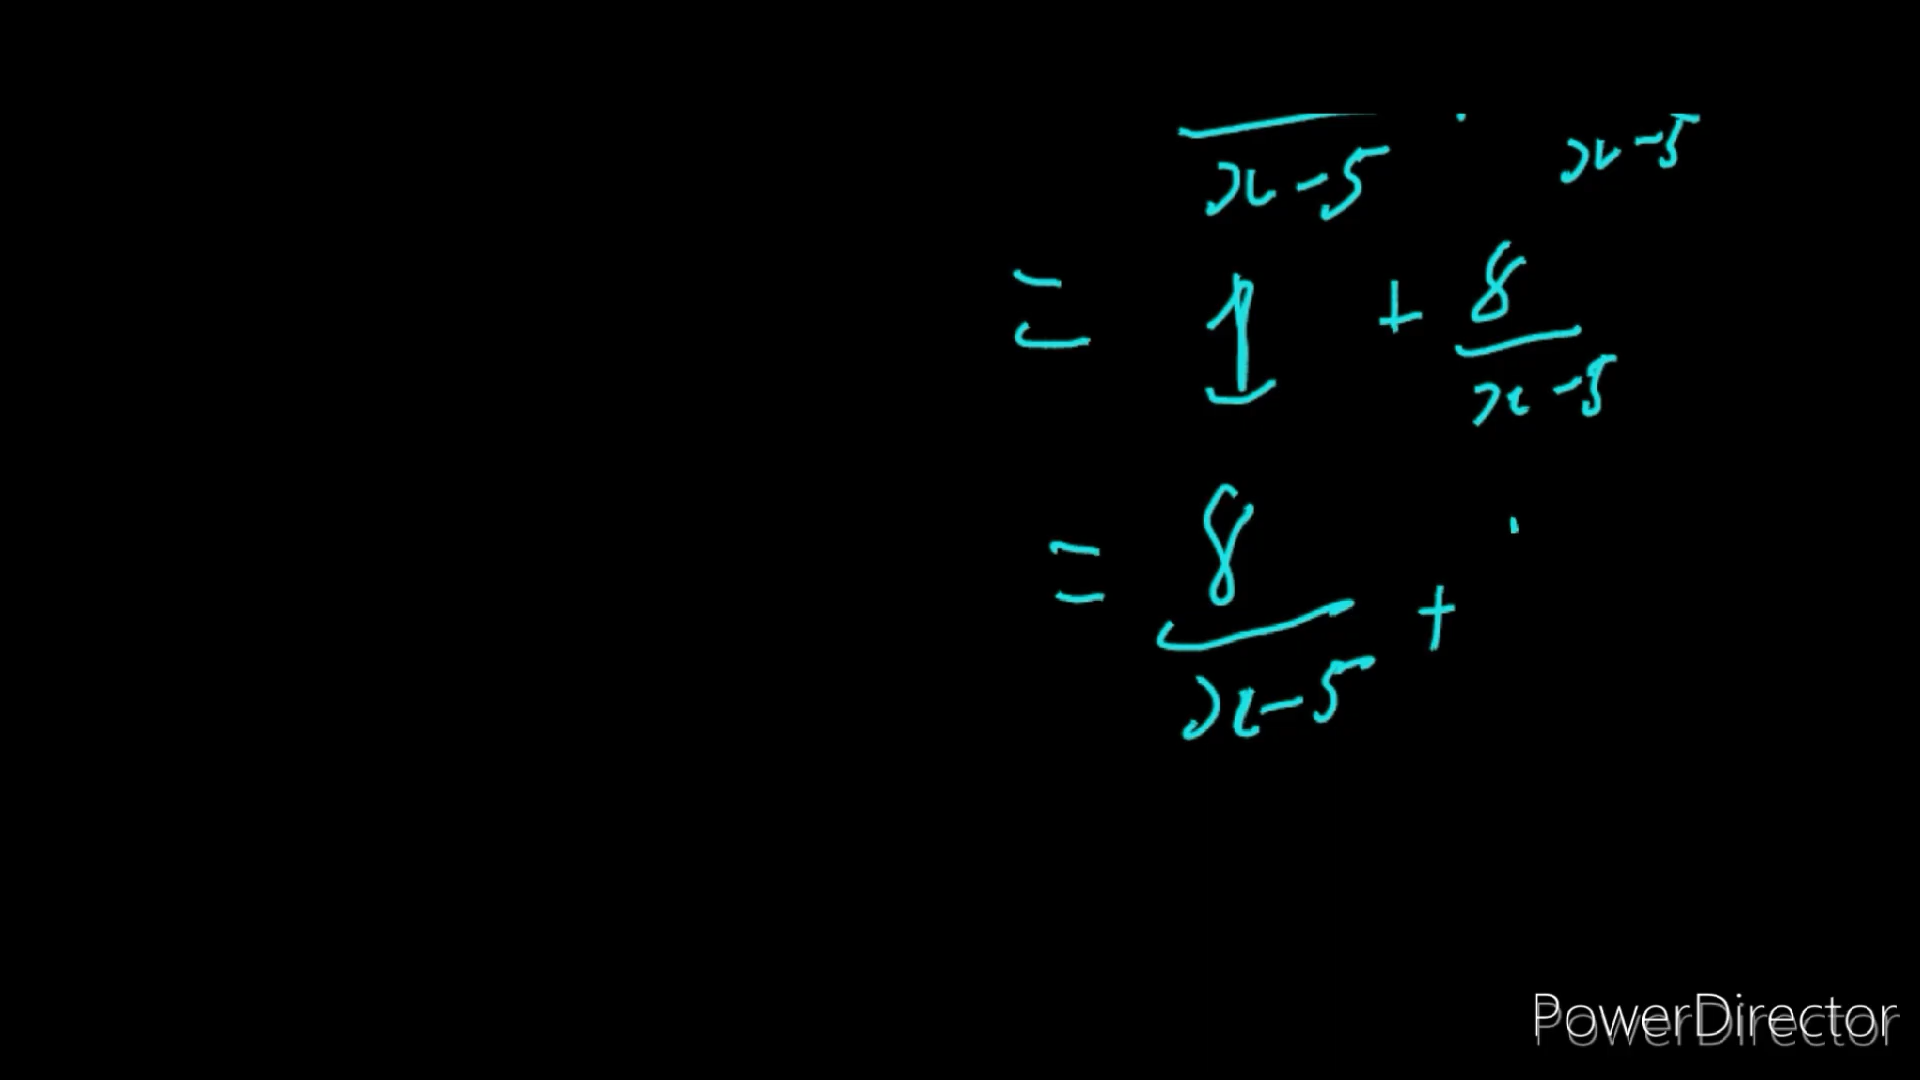 x-5 x-5
= 1 + 8/x-5
= 8/x-5 +
PowerDirector